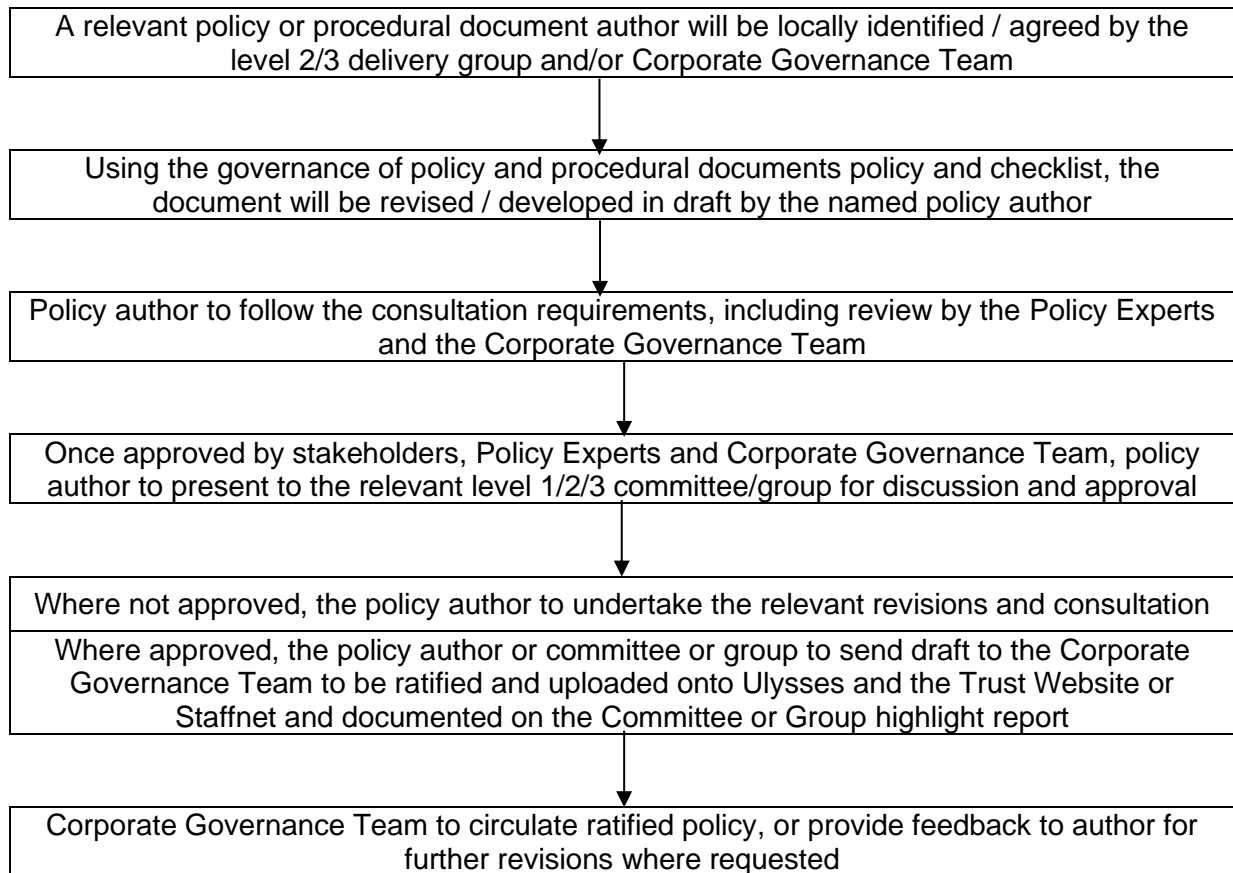 A relevant policy or procedural document author will be locally identified / agreed by the
level 2/3 delivery group and/or Corporate Governance Team
Using the governance of policy and procedural documents policy and checklist, the
document will be revised / developed in draft by the named policy author
Policy author to follow the consultation requirements, including review by the Policy Experts
and the Corporate Governance Team
Once approved by stakeholders, Policy Experts and Corporate Governance Team, policy
author to present to the relevant level 1/2/3 committee/group for discussion and approval
Where not approved, the policy author to undertake the relevant revisions and consultation
Where approved, the policy author or committee or group to send draft to the Corporate
Governance Team to be ratified and uploaded onto Ulysses and the Trust Website or
Staffnet and documented on the Committee or Group highlight report
Corporate Governance Team to circulate ratified policy, or provide feedback to author for
further revisions where requested